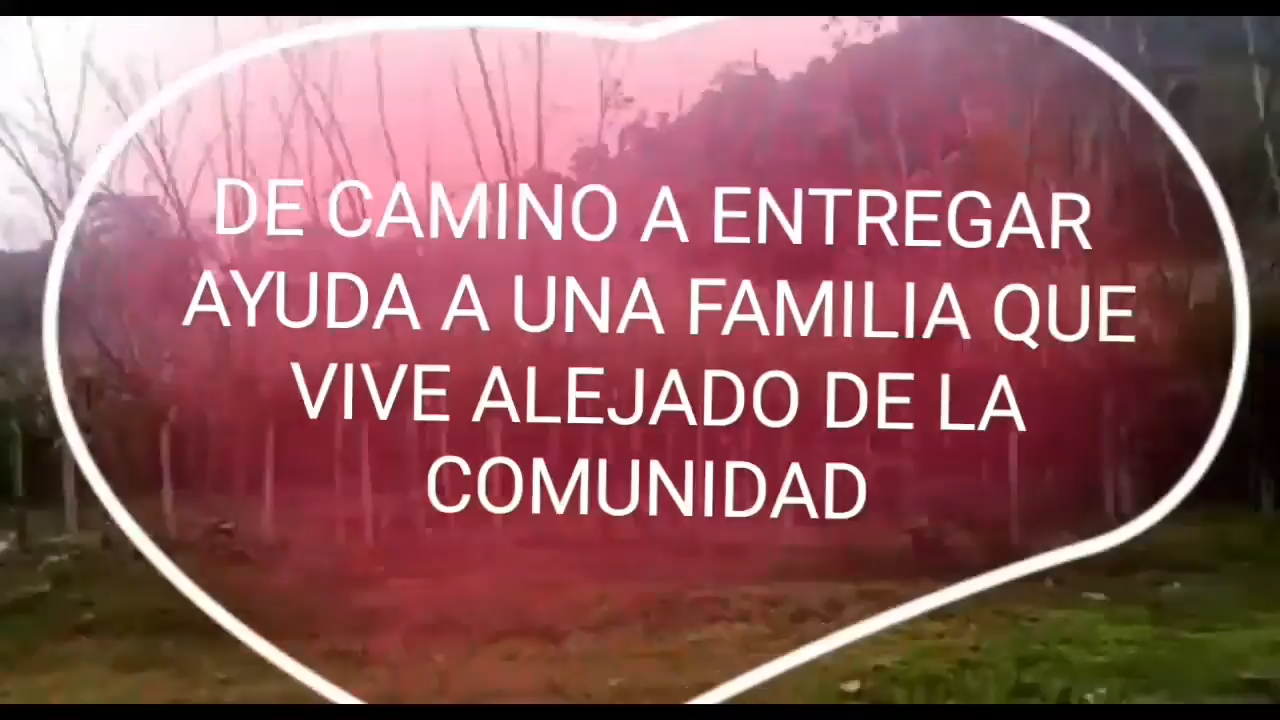 DE CAMINO A ENTREGAR
AYUDA A UNA FAMILIA QUE
VIVE ALEJADO DE LA
COMUNIDAD